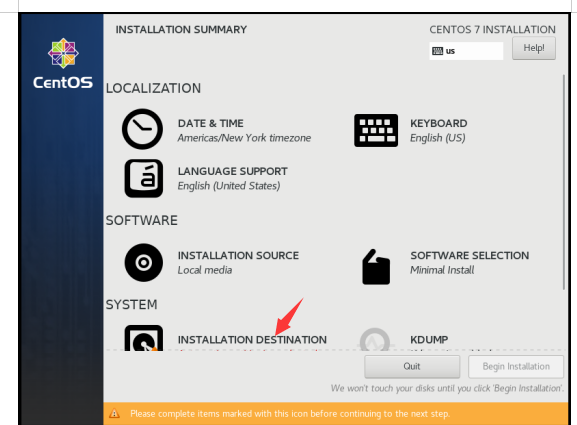 INSTALLATION SUMMARY
CENTOS 7 INSTALLATION
us
Help!
CentOS
LOCALIZATION
DATE & TIME
Americas/New York timezone
KEYBOARD
English (US)
LANGUAGE SUPPORT
English (United States)
SOFTWARE
INSTALLATION SOURCE
Local media
SOFTWARE SELECTION
Minimal Install
SYSTEM
INSTALLATION DESTINATION
KDUMP
Quit
Begin Installation
We won't touch your disks until you click 'Begin Installation'.
Please complete items marked with this icon before continuing to the next step.